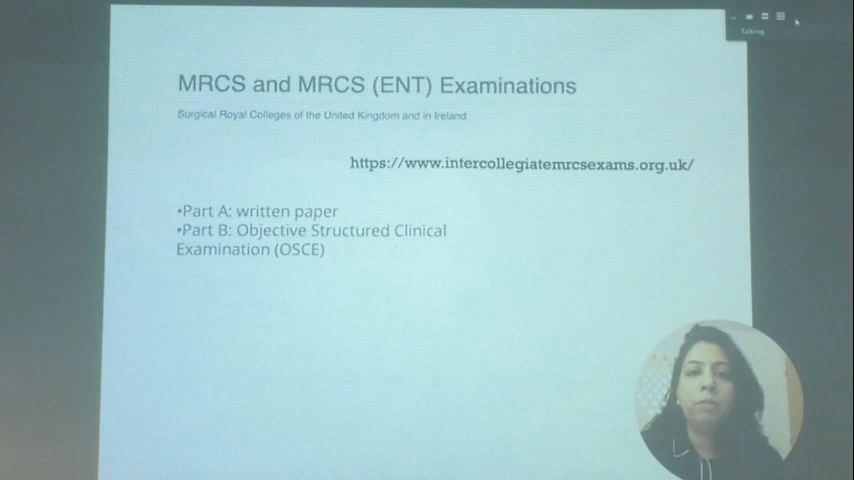 Talking:
MRCS and MRCS (ENT) Examinations
Surgical Royal Colleges of the United Kingdom and in Ireland
https://www.intercollegiatemrcsexams.org.uk/
•Part A: written paper
•Part B: Objective Structured Clinical
Examination (OSCE)